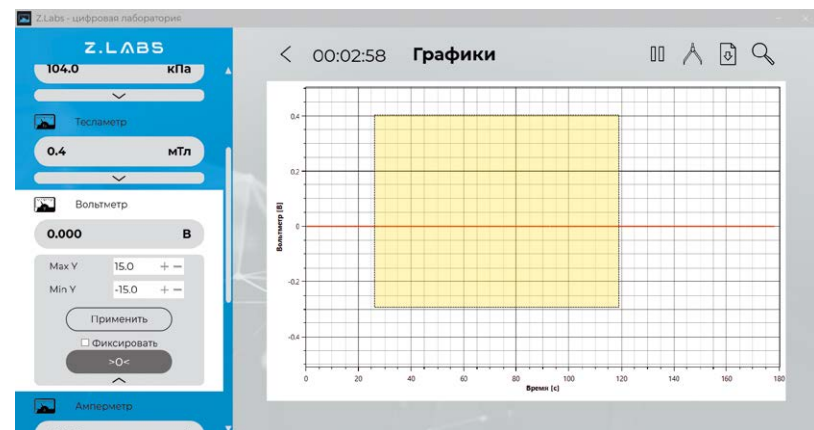 Z.Labs - цифровая лаборатория
Z.LABS
104.0 кПа
Тесламетр
0.4 мТл
Вольтметр
0.000 В
Max Y 15.0 + −
Min Y -15.0 + −
Применить
Фиксировать
>0<
Амперметр
00:02:58 Графики
Вольтметр [В]
0,4
0,2
0
-0,2
-0,4
0 20 40 60 80 100 120 140 160 180
Время [с]